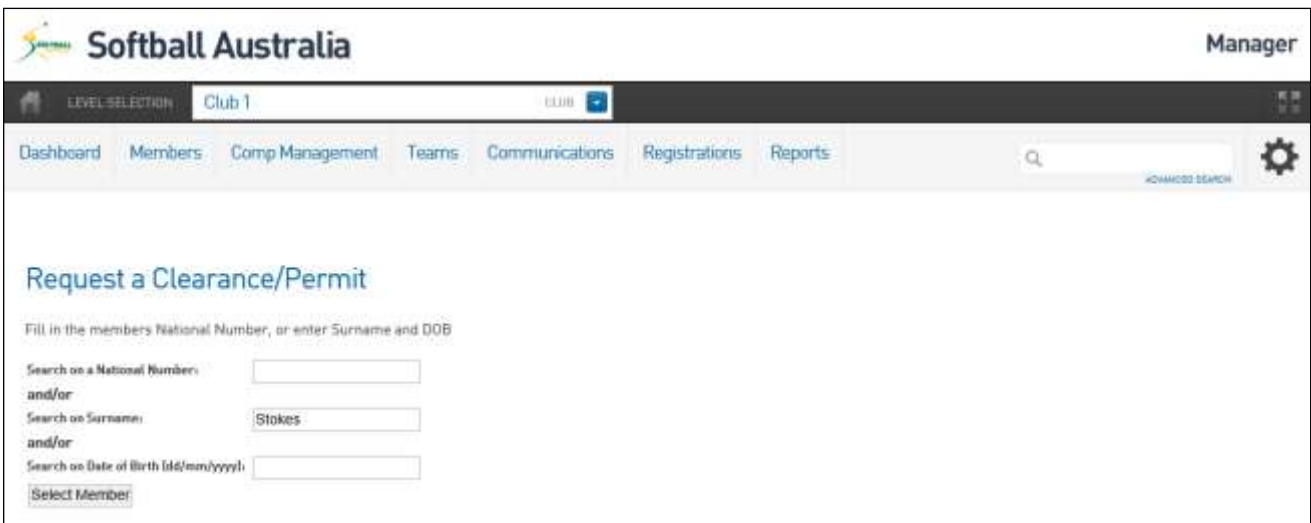 Softball Australia
Manager
LEVEL SELECTION Club 1 CLUB
Dashboard Members Comp Management Teams Communications Registrations Reports
ADVANCED SEARCH
Request a Clearance/Permit
Fill in the members National Number, or enter Surname and DOB
Search on a National Number:
and/or
Search on Surname: Stokes
and/or
Search on Date of Birth (dd/mm/yyyy):
Select Member